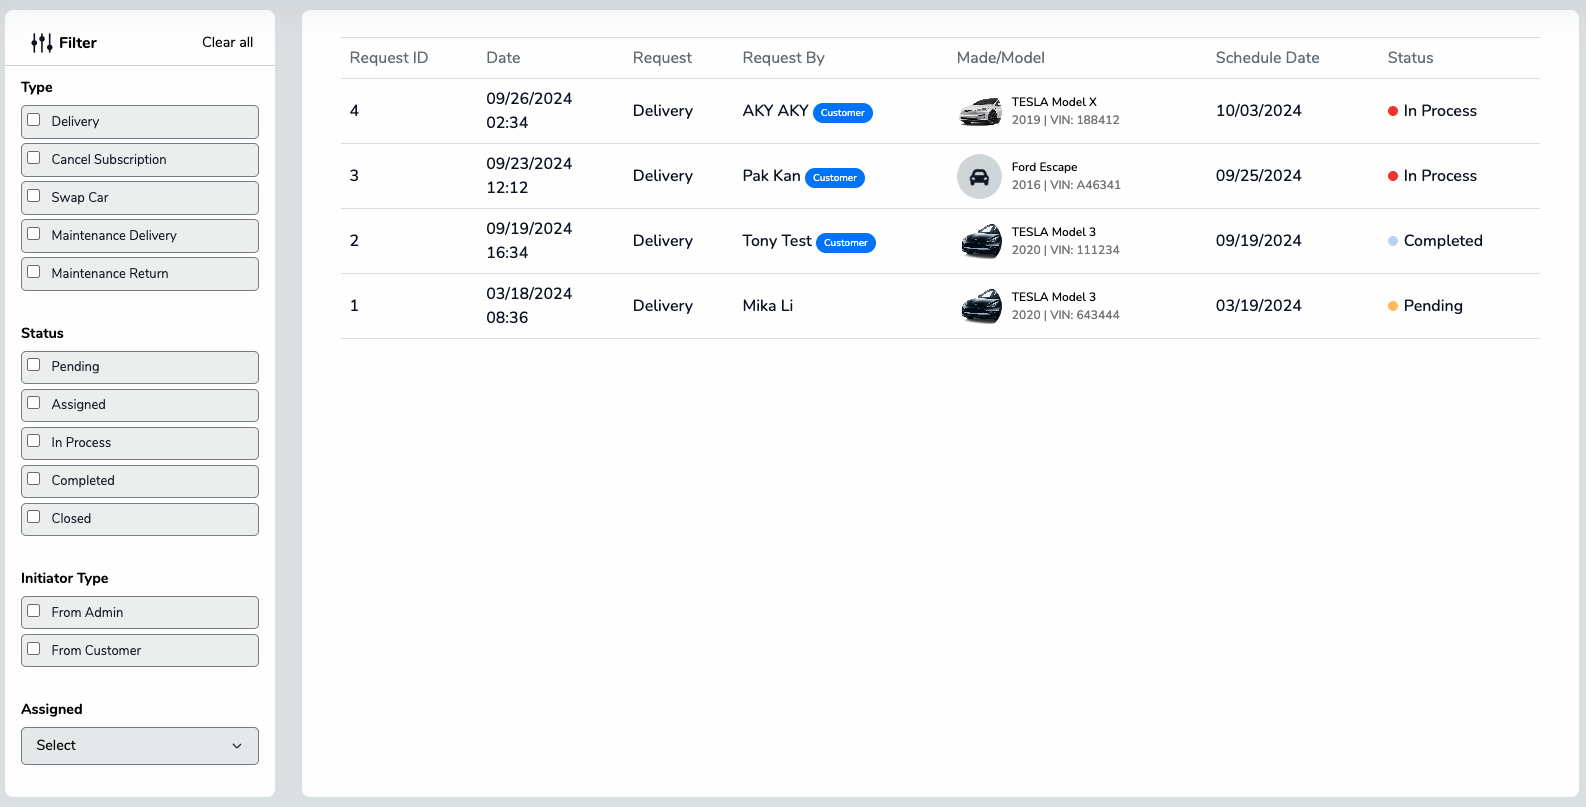 Filter
Clear all
Type
Delivery
Cancel Subscription
Swap Car
Maintenance Delivery
Maintenance Return
Status
Pending
Assigned
In Process
Completed
Closed
Initiator Type
From Admin
From Customer
Assigned
Select
Request ID Date Request Request By Made/Model Schedule Date Status
4 09/26/2024 02:34 Delivery AKY AKY Customer TESLA Model X 2019 | VIN: 188412 10/03/2024 In Process
3 09/23/2024 12:12 Delivery Pak Kan Customer Ford Escape 2016 | VIN: A46341 09/25/2024 In Process
2 09/19/2024 16:34 Delivery Tony Test Customer TESLA Model 3 2020 | VIN: 111234 09/19/2024 Completed
1 03/18/2024 08:36 Delivery Mika Li TESLA Model 3 2020 | VIN: 643444 03/19/2024 Pending